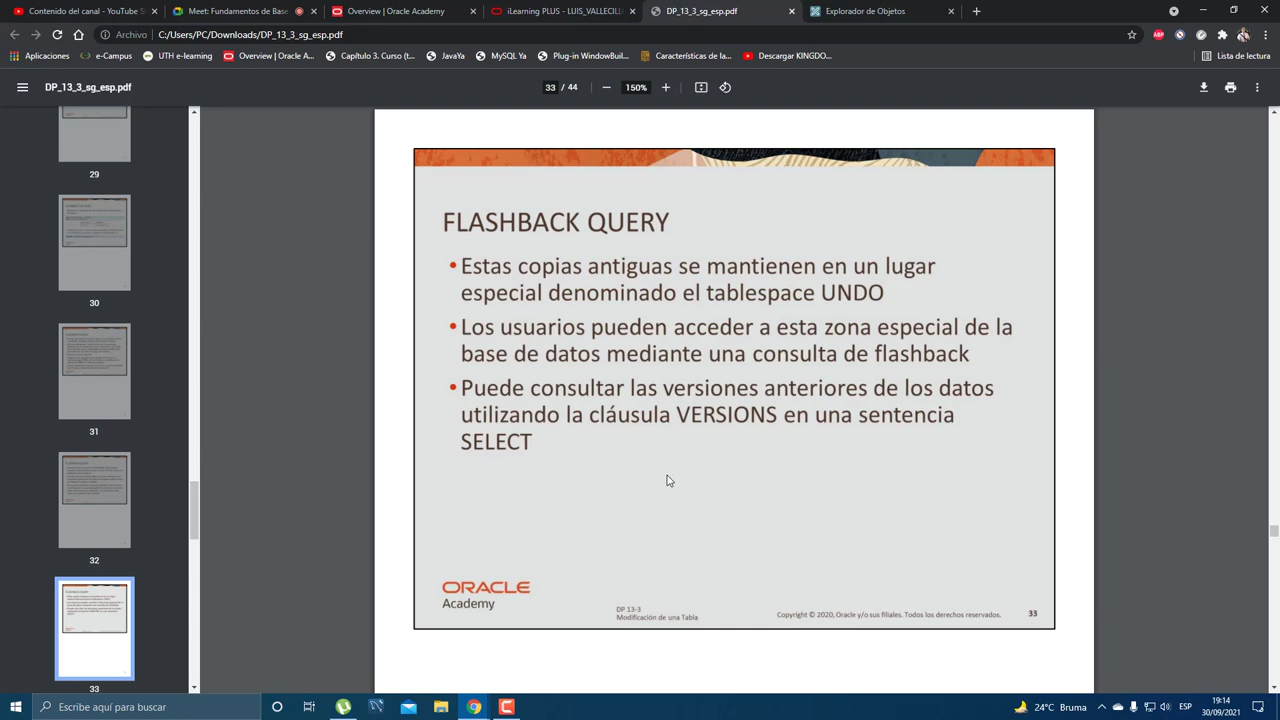 Contenido del canal - YouTube S
Meet: Fundamentos de Base
Overview | Oracle Academy
iLearning PLUS - LUIS_VALLECILL
DP_13_3_sg_esp.pdf
Explorador de Objetos
Archivo
C:/Users/PC/Downloads/DP_13_3_sg_esp.pdf
Aplicaciones
e-Campus
UTH e-learning
Overview | Oracle A...
Capítulo 3. Curso (t...
JavaYa
MySQL Ya
Plug-in WindowBuil...
Características de la...
Descargar KINGDO...
Lista de lectura
DP_13_3_sg_esp.pdf
33 / 44
150%
29
30
31
32
33
FLASHBACK QUERY
•Estas copias antiguas se mantienen en un lugar
especial denominado el tablespace UNDO
•Los usuarios pueden acceder a esta zona especial de la
base de datos mediante una consulta de flashback
•Puede consultar las versiones anteriores de los datos
utilizando la cláusula VERSIONS en una sentencia
SELECT
ORACLE
Academy
DP 13-3
Modificación de una Tabla
Copyright © 2020, Oracle y/o sus filiales. Todos los derechos reservados.
33
Escribe aquí para buscar
24°C Bruma
ESP
19:14
30/09/2021